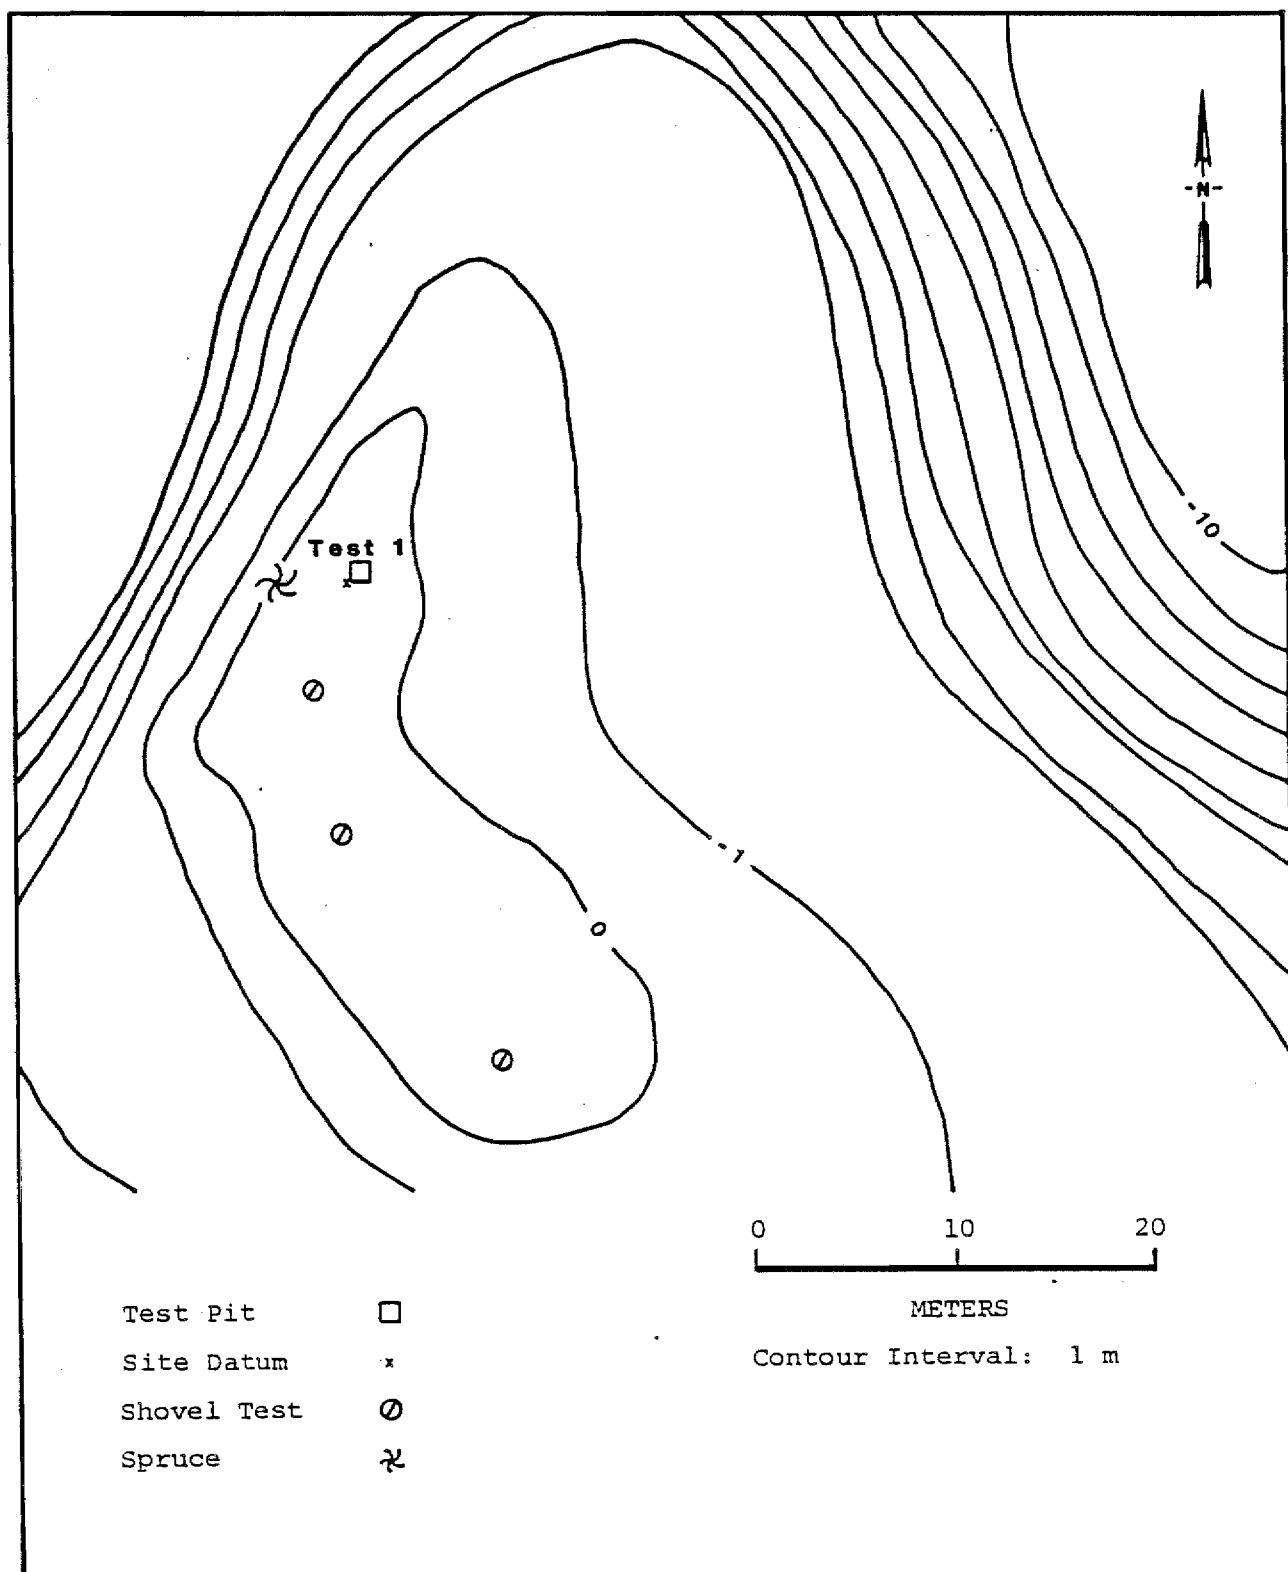 -N-
-10
Test 1
x
-1
0
0 10 20
METERS
Contour Interval: 1 m
Test Pit
Site Datum x
Shovel Test
Spruce